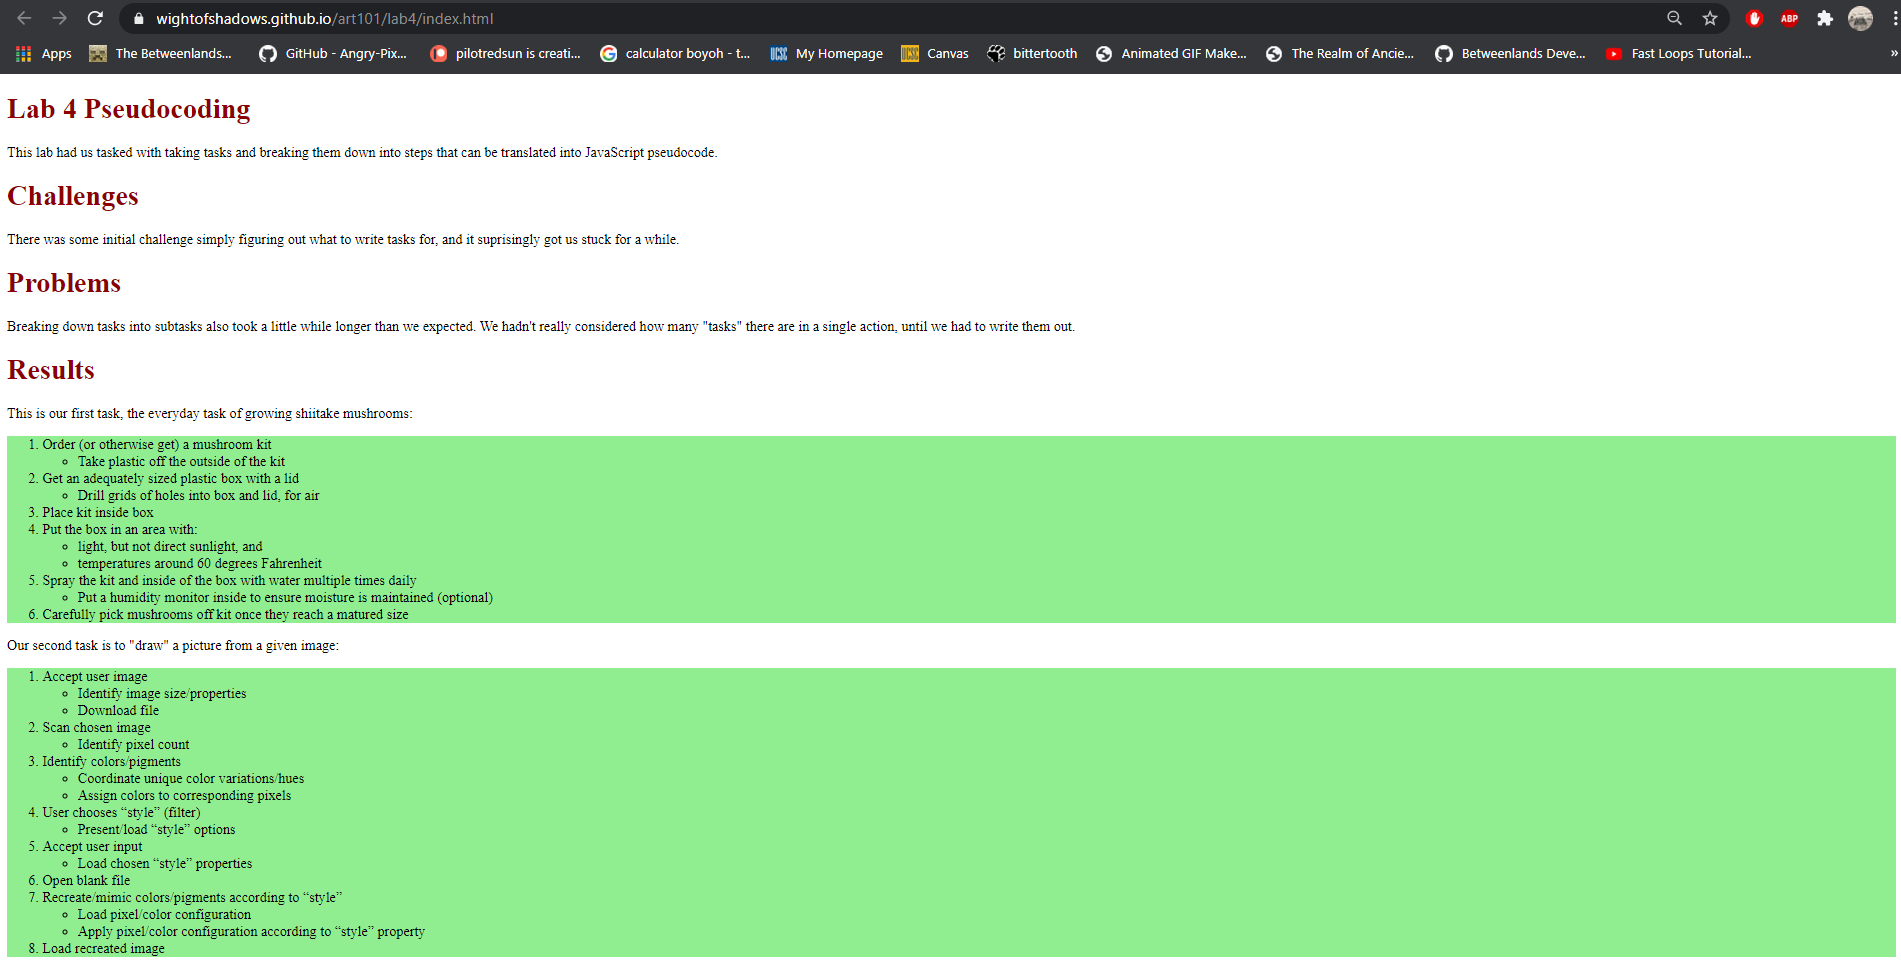 wightofshadows.github.io/art101/lab4/index.html
ABP
Apps The Betweenlands... GitHub - Angry-Pix... pilotredsun is creati... calculator boyoh - t... UCSC My Homepage UCSC Canvas bittertooth Animated GIF Make... The Realm of Ancie... Betweenlands Deve... Fast Loops Tutorial... »
Lab 4 Pseudocoding
This lab had us tasked with taking tasks and breaking them down into steps that can be translated into JavaScript pseudocode.
Challenges
There was some initial challenge simply figuring out what to write tasks for, and it suprisingly got us stuck for a while.
Problems
Breaking down tasks into subtasks also took a little while longer than we expected. We hadn't really considered how many "tasks" there are in a single action, until we had to write them out.
Results
This is our first task, the everyday task of growing shiitake mushrooms:
1. Order (or otherwise get) a mushroom kit
Take plastic off the outside of the kit
2. Get an adequately sized plastic box with a lid
Drill grids of holes into box and lid, for air
3. Place kit inside box
4. Put the box in an area with:
light, but not direct sunlight, and
temperatures around 60 degrees Fahrenheit
5. Spray the kit and inside of the box with water multiple times daily
Put a humidity monitor inside to ensure moisture is maintained (optional)
6. Carefully pick mushrooms off kit once they reach a matured size
Our second task is to "draw" a picture from a given image:
1. Accept user image
Identify image size/properties
Download file
2. Scan chosen image
Identify pixel count
3. Identify colors/pigments
Coordinate unique color variations/hues
Assign colors to corresponding pixels
4. User chooses “style” (filter)
Present/load “style” options
5. Accept user input
Load chosen “style” properties
6. Open blank file
7. Recreate/mimic colors/pigments according to “style”
Load pixel/color configuration
Apply pixel/color configuration according to “style” property
8. Load recreated image